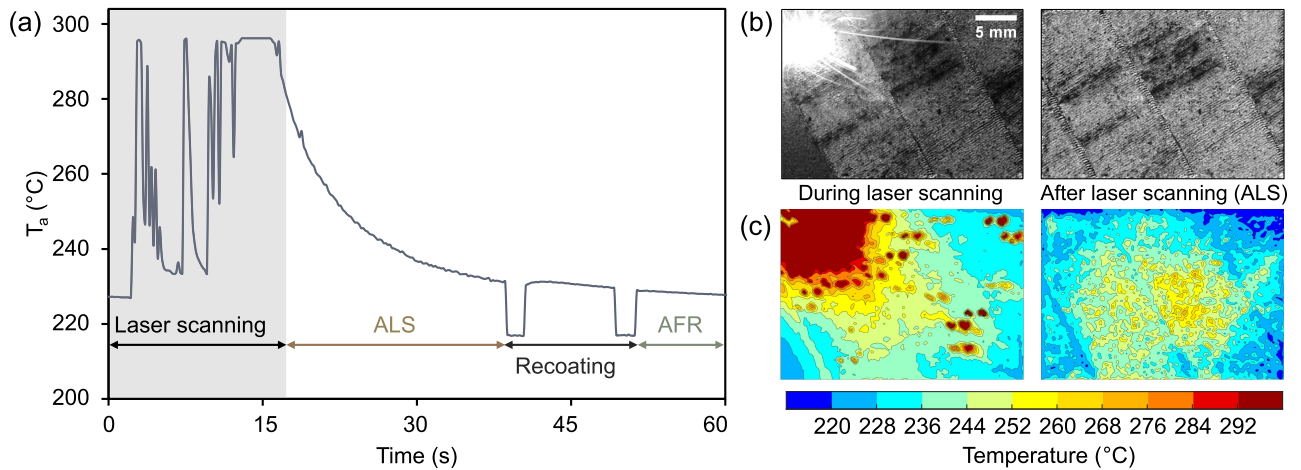 (a)
300
280
260
240
220
200
Tₐ (°C)
0
15
30
45
60
Time (s)
Laser scanning
ALS
Recoating
AFR
(b)
5 mm
During laser scanning
After laser scanning (ALS)
(c)
220 228 236 244 252 260 268 276 284 292
Temperature (°C)